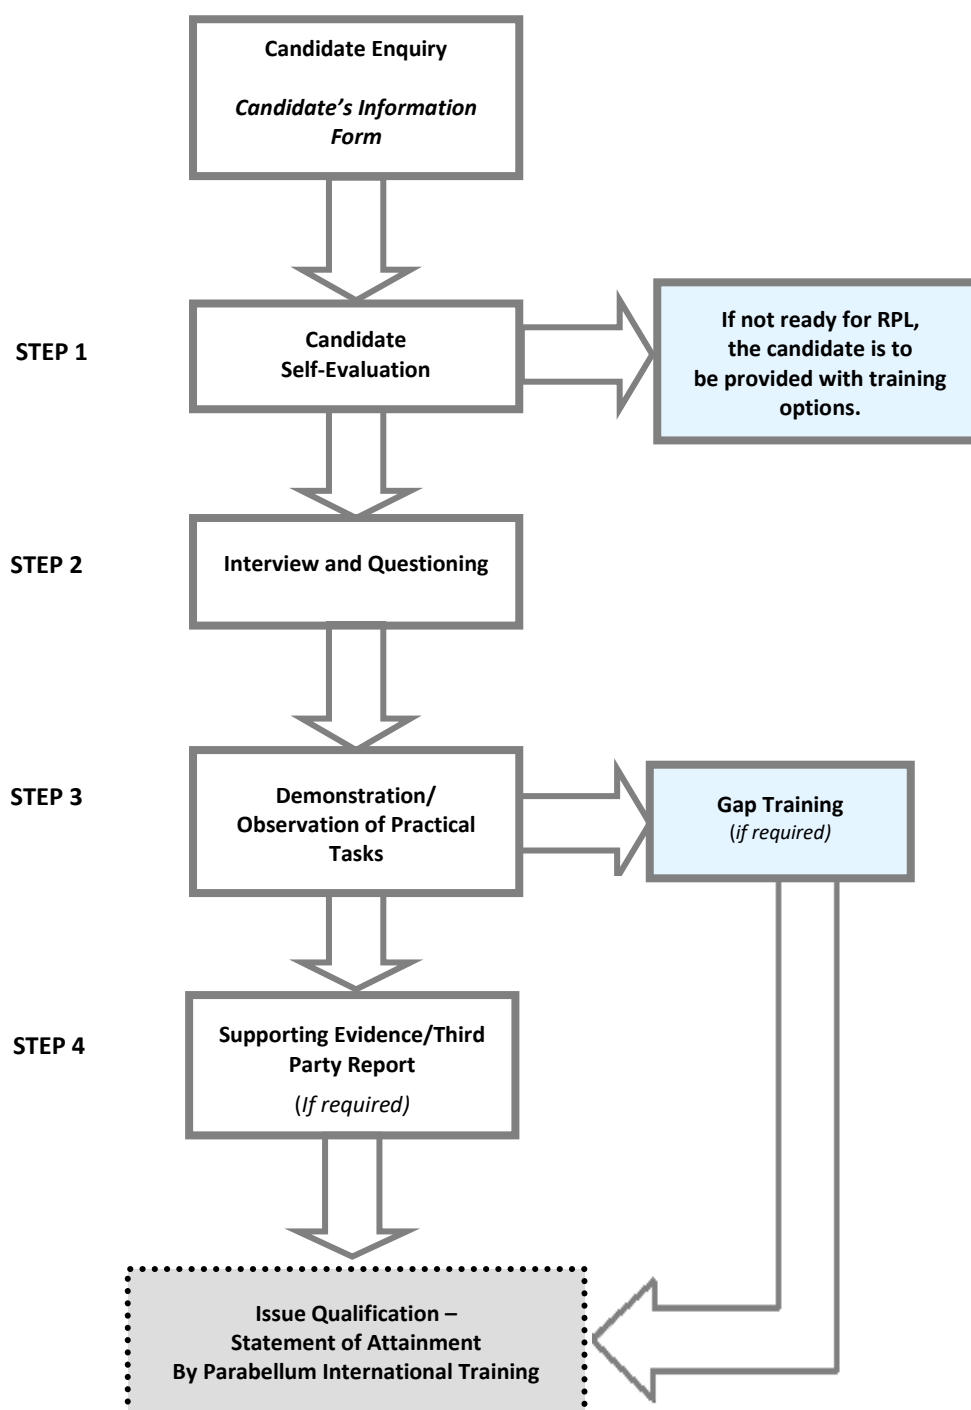 Candidate Enquiry
Candidate’s Information
Form
STEP 1
Candidate
Self-Evaluation
If not ready for RPL,
the candidate is to
be provided with training
options.
STEP 2
Interview and Questioning
STEP 3
Demonstration/
Observation of Practical
Tasks
Gap Training
(if required)
STEP 4
Supporting Evidence/Third
Party Report
(If required)
Issue Qualification –
Statement of Attainment
By Parabellum International Training